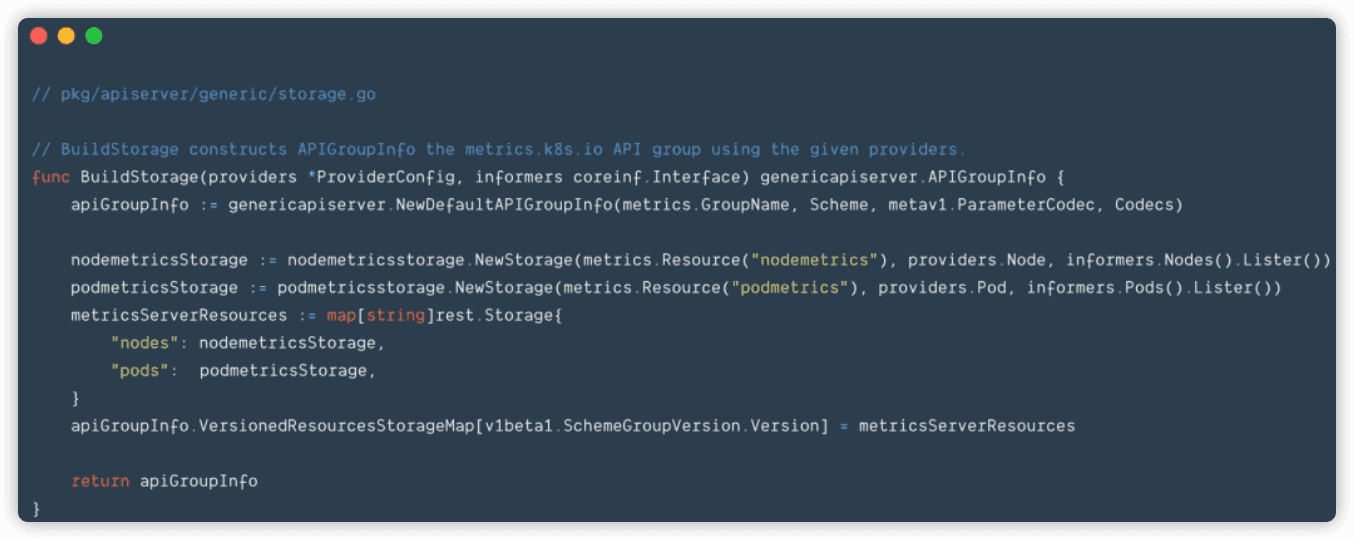 // pkg/apiserver/generic/storage.go
// BuildStorage constructs APIGroupInfo the metrics.k8s.io API group using the given providers.
func BuildStorage(providers *ProviderConfig, informers coreinf.Interface) genericapiserver.APIGroupInfo {
    apiGroupInfo := genericapiserver.NewDefaultAPIGroupInfo(metrics.GroupName, Scheme, metav1.ParameterCodec, Codecs)
    nodemetricsStorage := nodemetricsstorage.NewStorage(metrics.Resource("nodemetrics"), providers.Node, informers.Nodes().Lister())
    podmetricsStorage := podmetricsstorage.NewStorage(metrics.Resource("podmetrics"), providers.Pod, informers.Pods().Lister())
    metricsServerResources := map[string]rest.Storage{
        "nodes": nodemetricsStorage,
        "pods":  podmetricsStorage,
    }
    apiGroupInfo.VersionedResourcesStorageMap[v1beta1.SchemeGroupVersion.Version] = metricsServerResources
    return apiGroupInfo
}